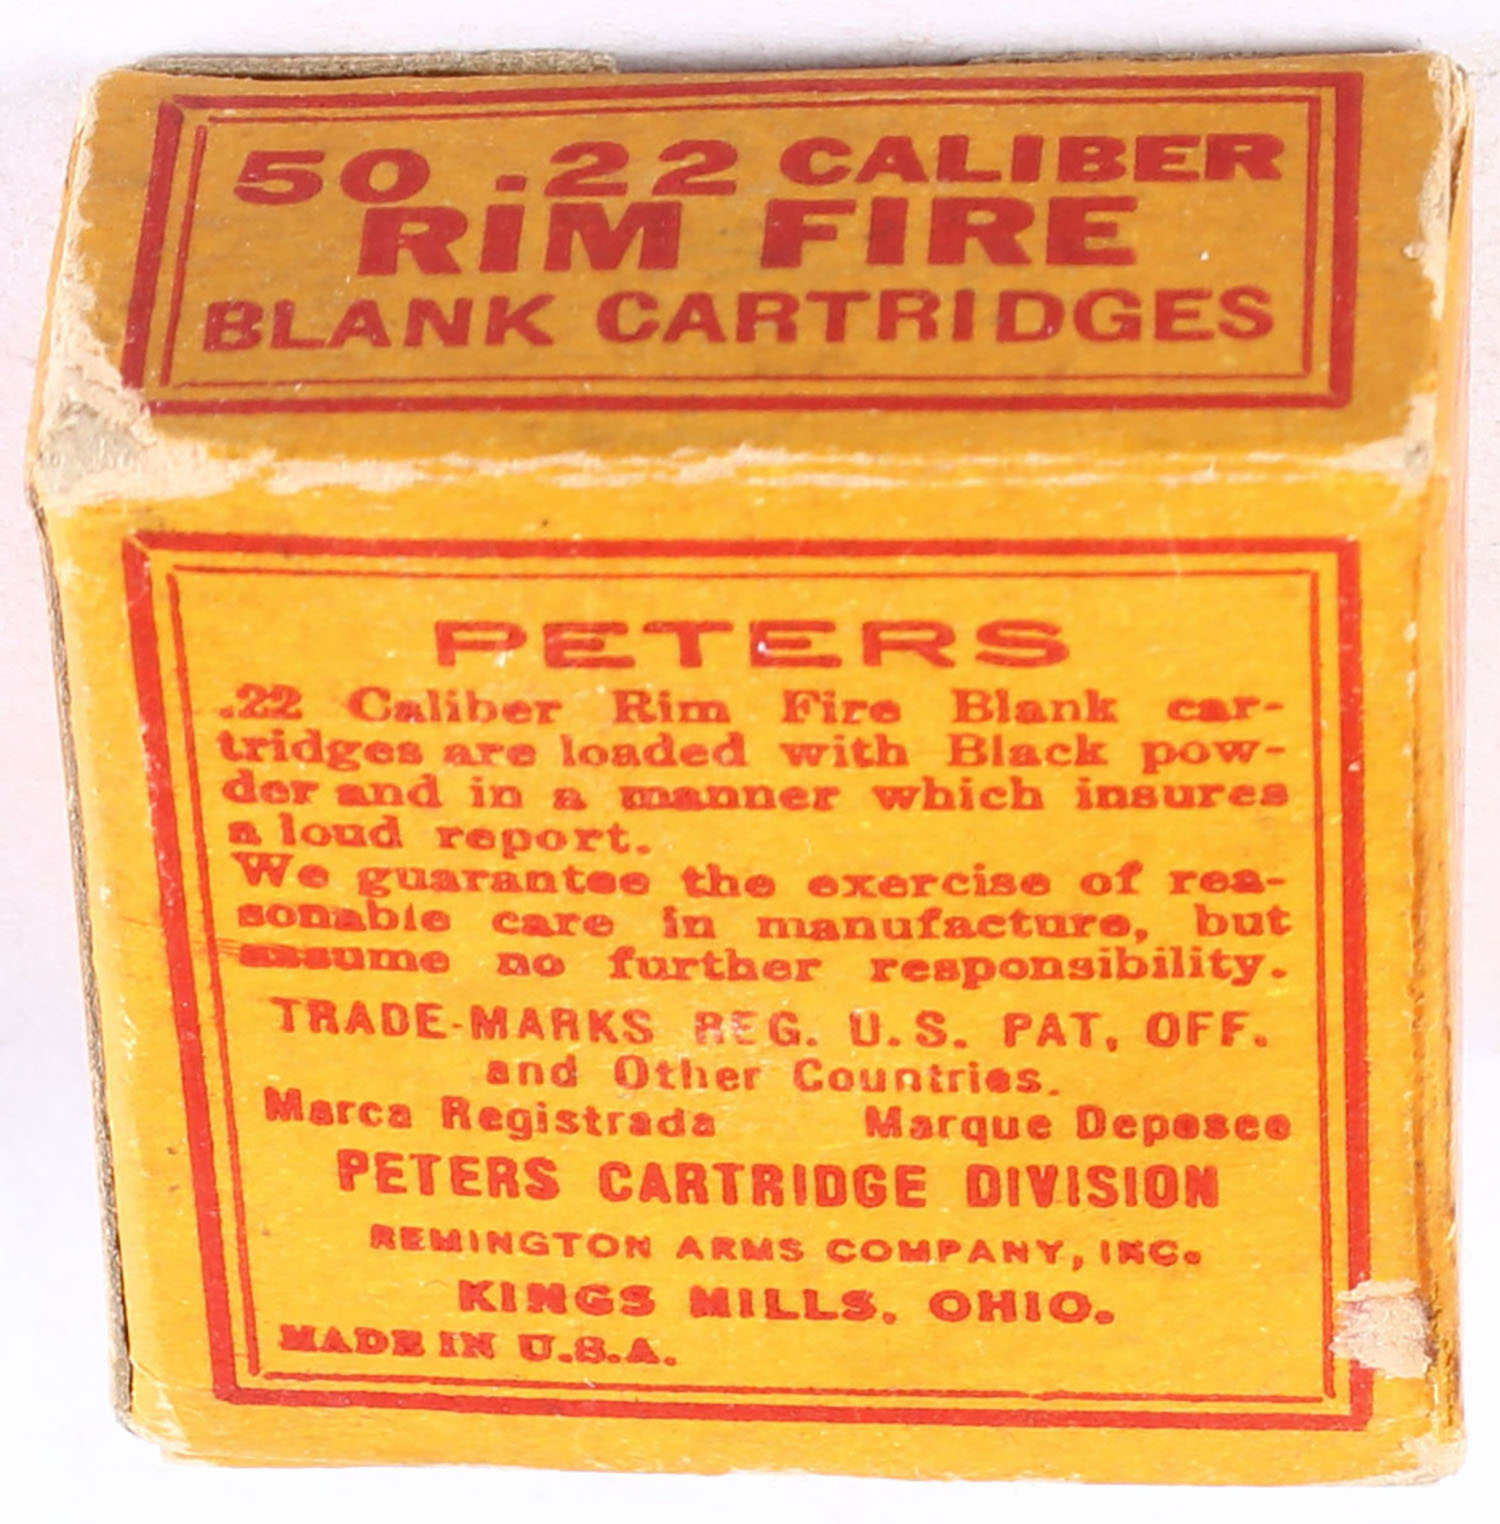 50 .22 CALIBER
RIM FIRE
BLANK CARTRIDGES
PETERS
.22 Caliber Rim Fire Blank car-
tridges are loaded with Black pow-
der and in a manner which insures
a loud report.
We guarantee the exercise of rea-
sonable care in manufacture, but
assume no further responsibility.
TRADE-MARKS REG. U.S. PAT. OFF.
and Other Countries.
Marca Registrada Marque Deposee
PETERS CARTRIDGE DIVISION
REMINGTON ARMS COMPANY, INC.
KINGS MILLS, OHIO.
MADE IN U.S.A.